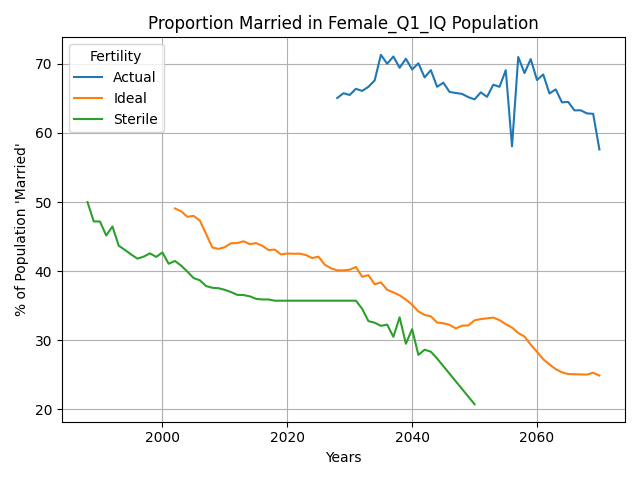 Proportion Married in Female_Q1_IQ Population
Fertility
Actual
Ideal
Sterile
% of Population 'Married'
70
60
50
40
30
20
2000
2020
2040
2060
Years